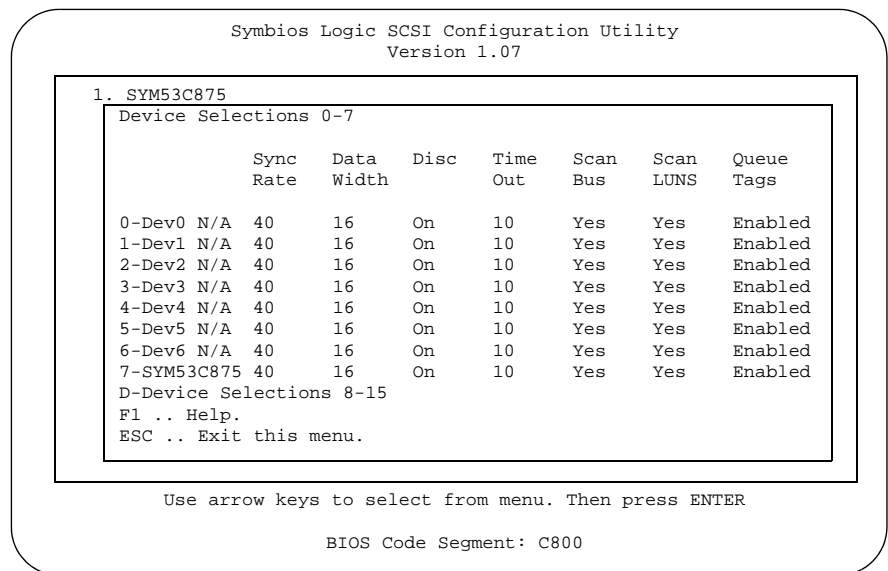 Symbios Logic SCSI Configuration Utility
Version 1.07
1. SYM53C875
Device Selections 0-7
Sync Data Disc Time Scan Scan Queue
Rate Width Out Bus LUNS Tags
0-Dev0 N/A 40 16 On 10 Yes Yes Enabled
1-Dev1 N/A 40 16 On 10 Yes Yes Enabled
2-Dev2 N/A 40 16 On 10 Yes Yes Enabled
3-Dev3 N/A 40 16 On 10 Yes Yes Enabled
4-Dev4 N/A 40 16 On 10 Yes Yes Enabled
5-Dev5 N/A 40 16 On 10 Yes Yes Enabled
6-Dev6 N/A 40 16 On 10 Yes Yes Enabled
7-SYM53C875 40 16 On 10 Yes Yes Enabled
D-Device Selections 8-15
F1 .. Help.
ESC .. Exit this menu.
Use arrow keys to select from menu. Then press ENTER
BIOS Code Segment: C800